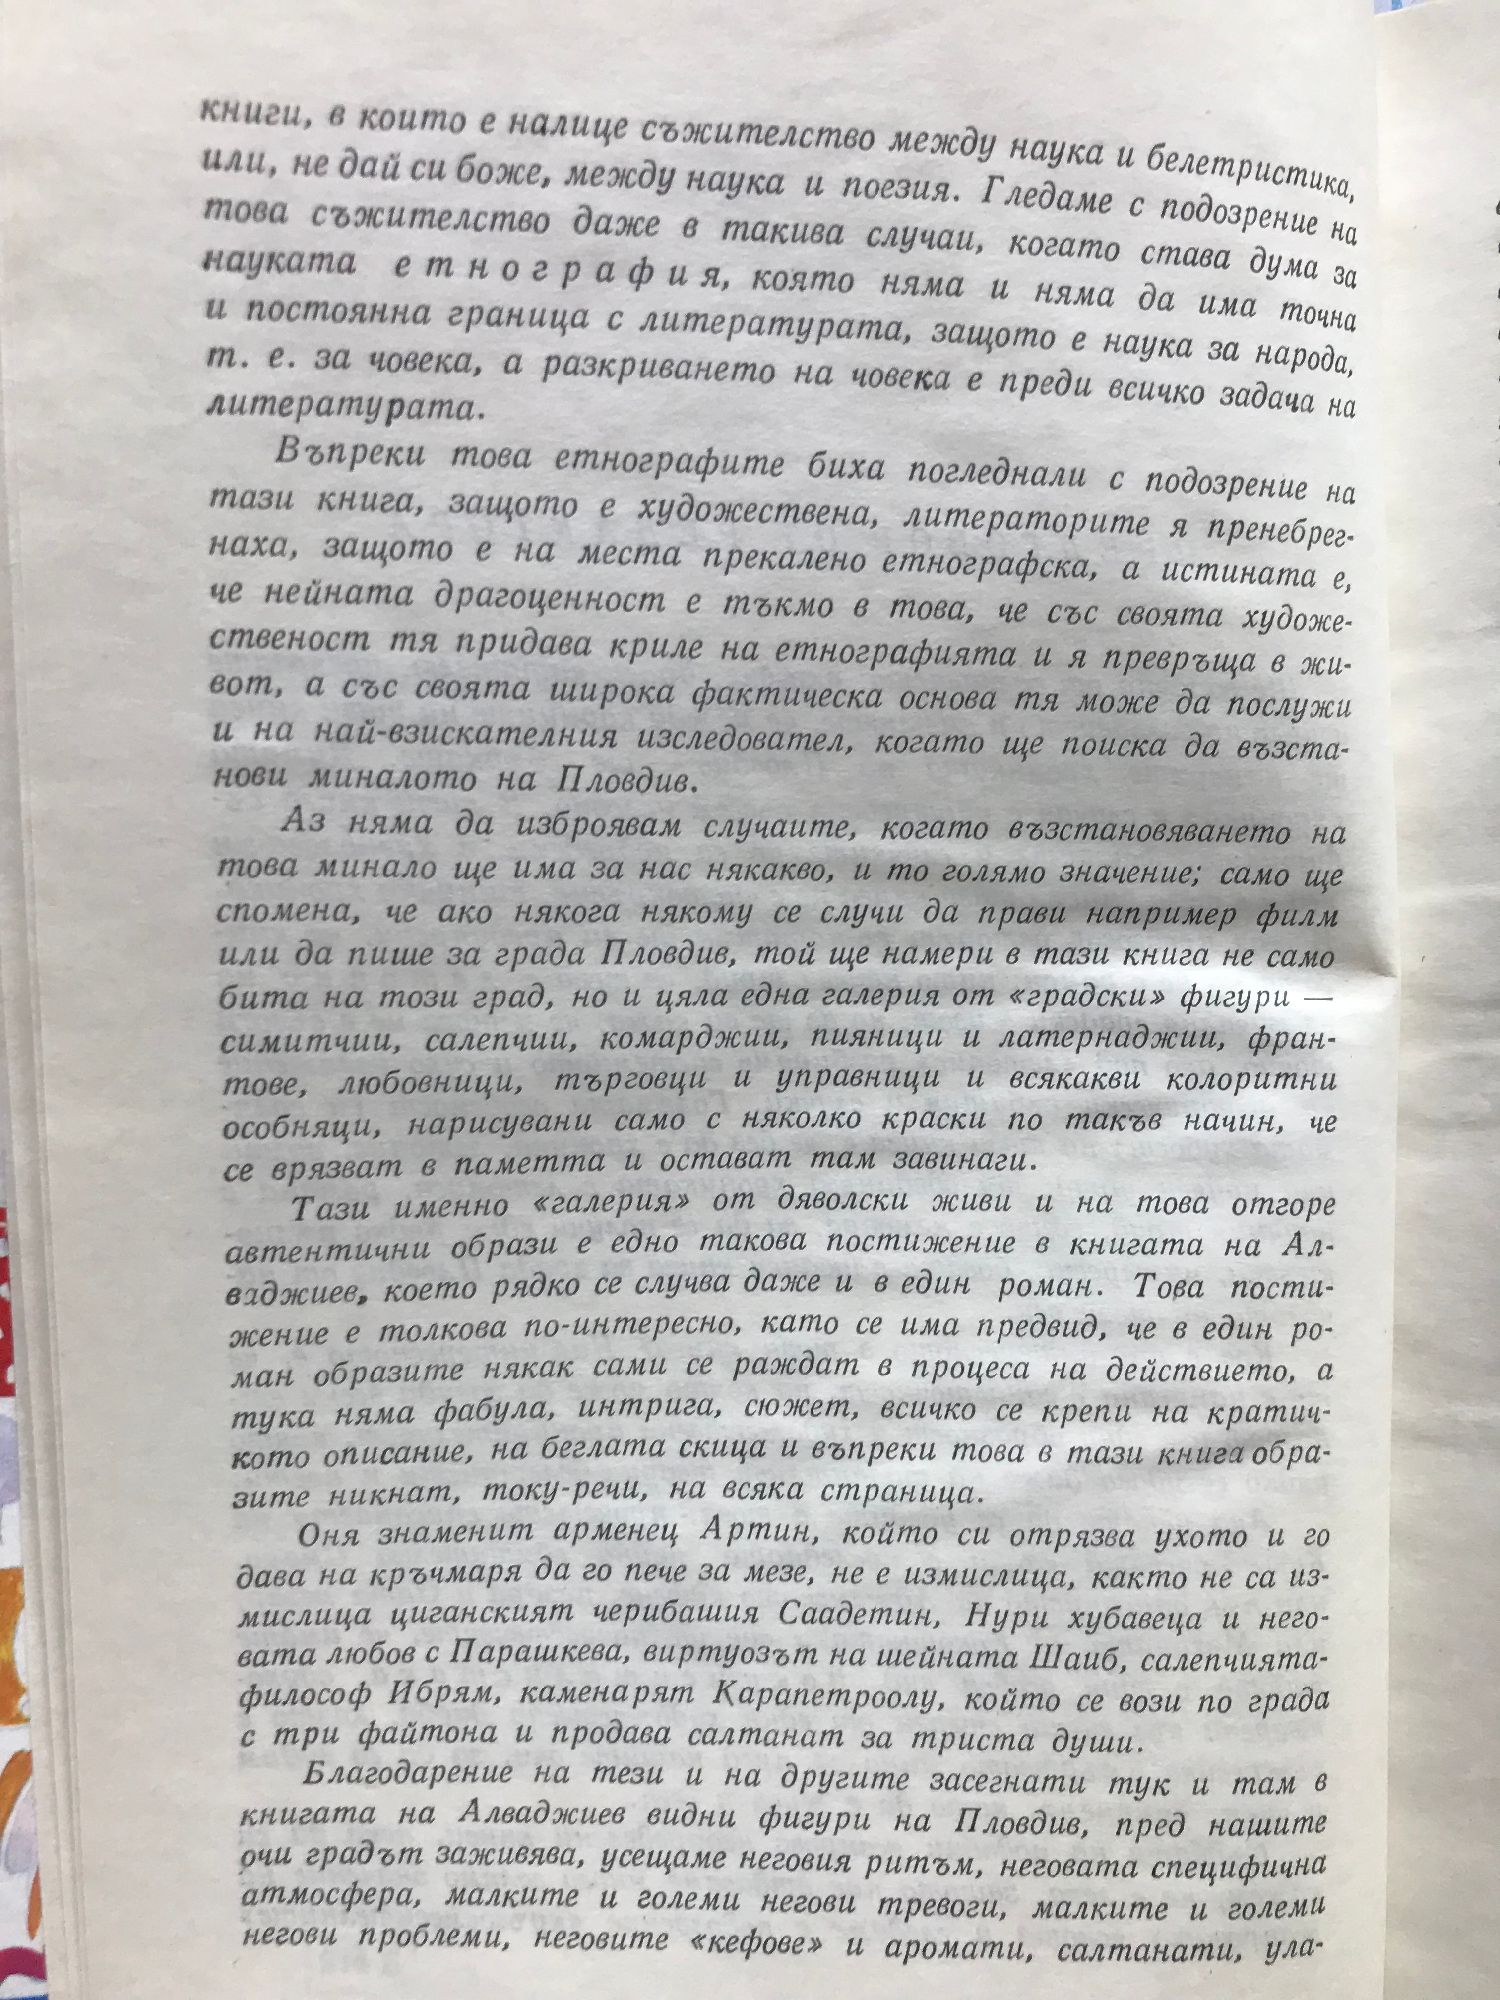 книги, в които е налице съжителство между наука и белетристика,
или, не дай си боже, между наука и поезия. Гледаме с подозрение на
това съжителство даже в такива случаи, когато става дума за
науката етнография, която няма и няма да има точна
и постоянна граница с литературата, защото е наука за народа,
т. е. за човека, а разкриването на човека е преди всичко задача на
литературата.
Въпреки това етнографите биха погледнали с подозрение на
тази книга, защото е художествена, литераторите я пренебрег-
наха, защото е на места прекалено етнографска, а истината е,
че нейната драгоценност е тъкмо в това, че със своята художе-
ственост тя придава криле на етнографията и я превръща в жи-
вот, а със своята широка фактическа основа тя може да послужи
и на най-взискателния изследовател, когато ще поиска да възста-
нови миналото на Пловдив.
Аз няма да изброявам случаите, когато възстановяването на
това минало ще има за нас някакво, и то голямо значение; само ще
спомена, че ако някога някому се случи да прави например филм
или да пише за града Пловдив, той ще намери в тази книга не само
бита на този град, но и цяла една галерия от «градски» фигури —
симитчии, салепчии, комарджии, пияници и латернаджии, фран-
тове, любовници, търговци и управници и всякакви колоритни
особняци, нарисувани само с няколко краски по такъв начин, че
се врязват в паметта и остават там завинаги.
Тази именно «галерия» от дяволски живи и на това отгоре
автентични образи е едно такова постижение в книгата на Ал-
ваджиев, което рядко се случва даже и в един роман. Това пости-
жение е толкова по-интересно, като се има предвид, че в един ро-
ман образите някак сами се раждат в процеса на действието, а
тука няма фабула, интрига, сюжет, всичко се крепи на кратич-
кото описание, на беглата скица и въпреки това в тази книга обра-
зите никнат, току-речи, на всяка страница.
Оня знаменит арменец Артин, който си отрязва ухото и го
дава на кръчмаря да го пече за мезе, не е измислица, както не са из-
мислица циганският черибашия Саадетин, Нури хубавеца и него-
вата любов с Парашкева, виртуозът на шейната Шаиб, салепчията-
философ Ибрям, каменарят Карапетроолу, който се вози по града
с три файтона и продава салтанат за триста души.
Благодарение на тези и на другите засегнати тук и там в
книгата на Алваджиев видни фигури на Пловдив, пред нашите
очи градът заживява, усещаме неговия ритъм, неговата специфична
атмосфера, малките и големи негови тревоги, малките и големи
негови проблеми, неговите «кефове» и аромати, салтанати, ула-